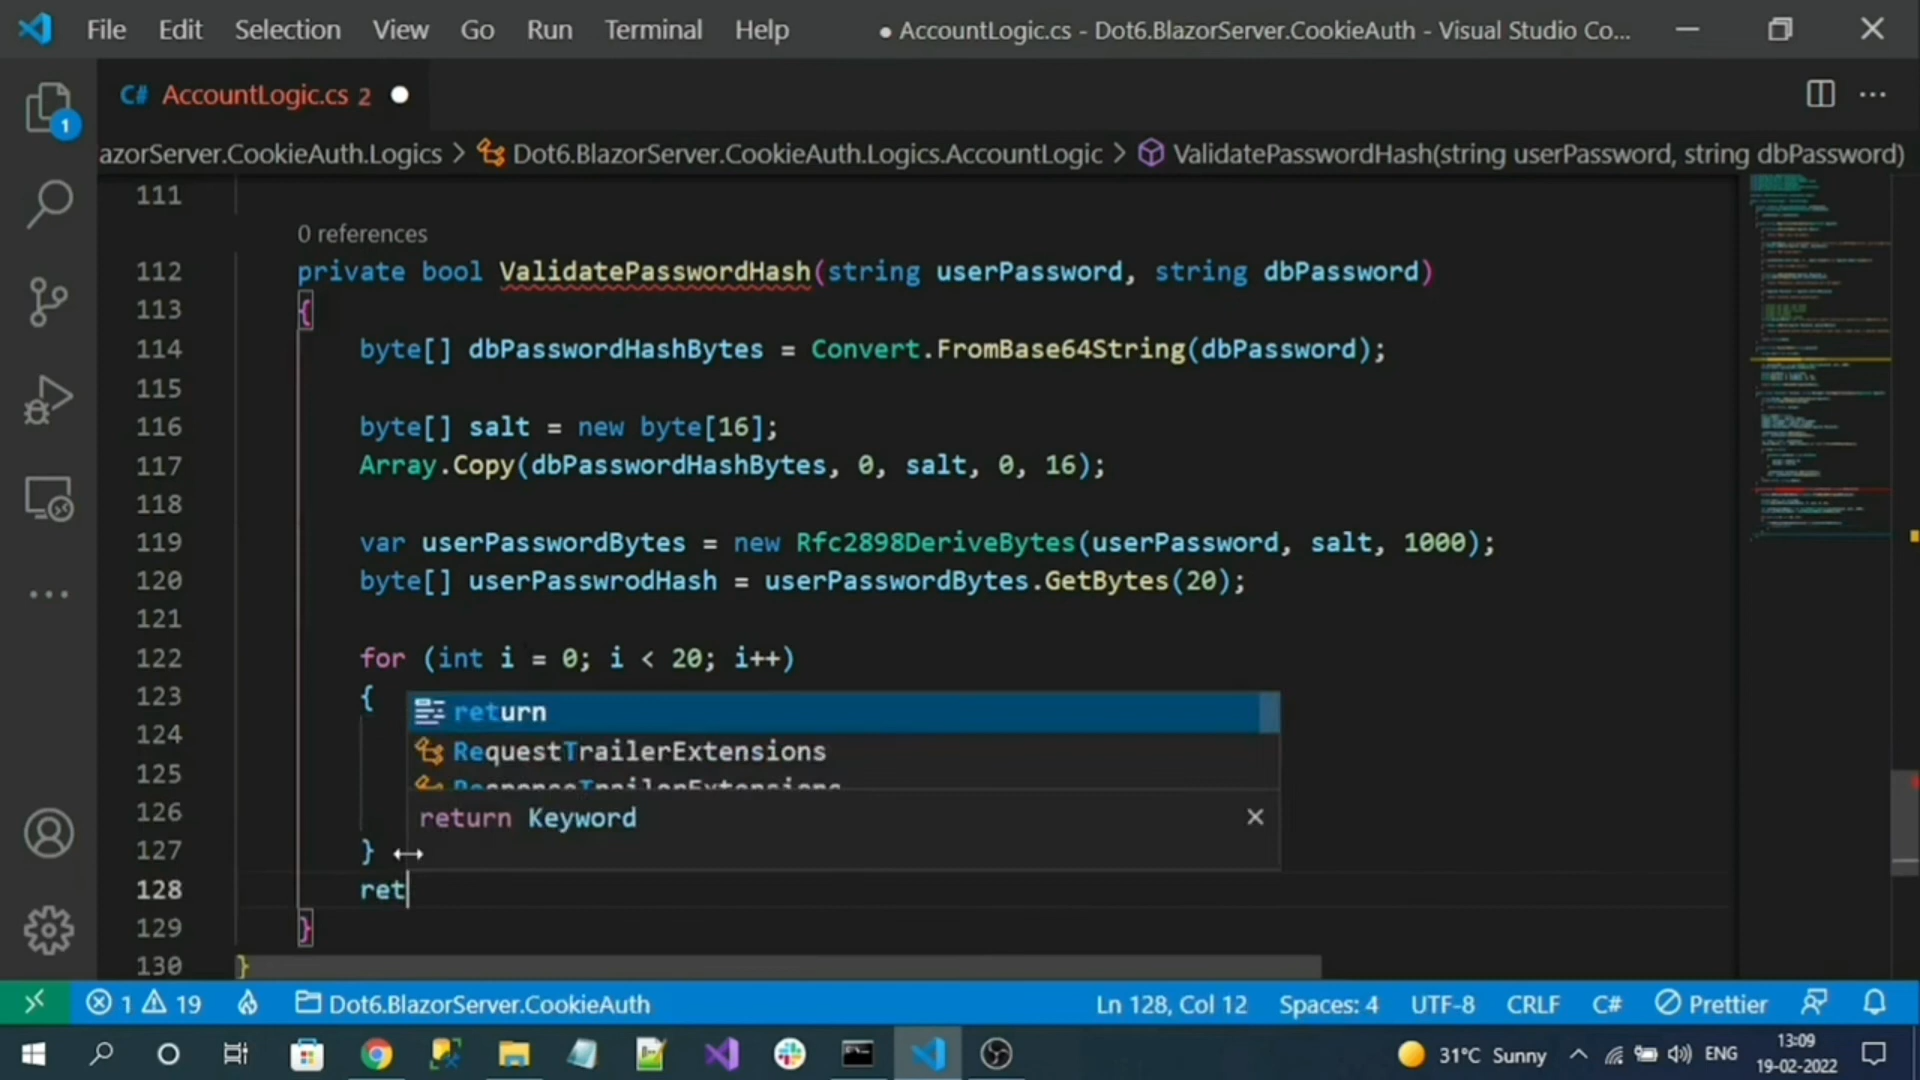 File Edit Selection View Go Run Terminal Help ● AccountLogic.cs - Dot6.BlazorServer.CookieAuth - Visual Studio Co...
C# AccountLogic.cs 2 ●
1
azorServer.CookieAuth.Logics > Dot6.BlazorServer.CookieAuth.Logics.AccountLogic > ValidatePasswordHash(string userPassword, string dbPassword)
111
0 references
112 private bool ValidatePasswordHash(string userPassword, string dbPassword)
113 {
114 byte[] dbPasswordHashBytes = Convert.FromBase64String(dbPassword);
115
116 byte[] salt = new byte[16];
117 Array.Copy(dbPasswordHashBytes, 0, salt, 0, 16);
118
119 var userPasswordBytes = new Rfc2898DeriveBytes(userPassword, salt, 1000);
120 byte[] userPasswrodHash = userPasswordBytes.GetBytes(20);
121
122 for (int i = 0; i < 20; i++)
123 {
return
124
RequestTrailerExtensions
125
ResponseTrailerExtensions
126
return Keyword
127 }
128 ret
129 }
130 }
1 19 Dot6.BlazorServer.CookieAuth Ln 128, Col 12 Spaces: 4 UTF-8 CRLF C# Prettier
31°C Sunny ENG 13:09
19-02-2022